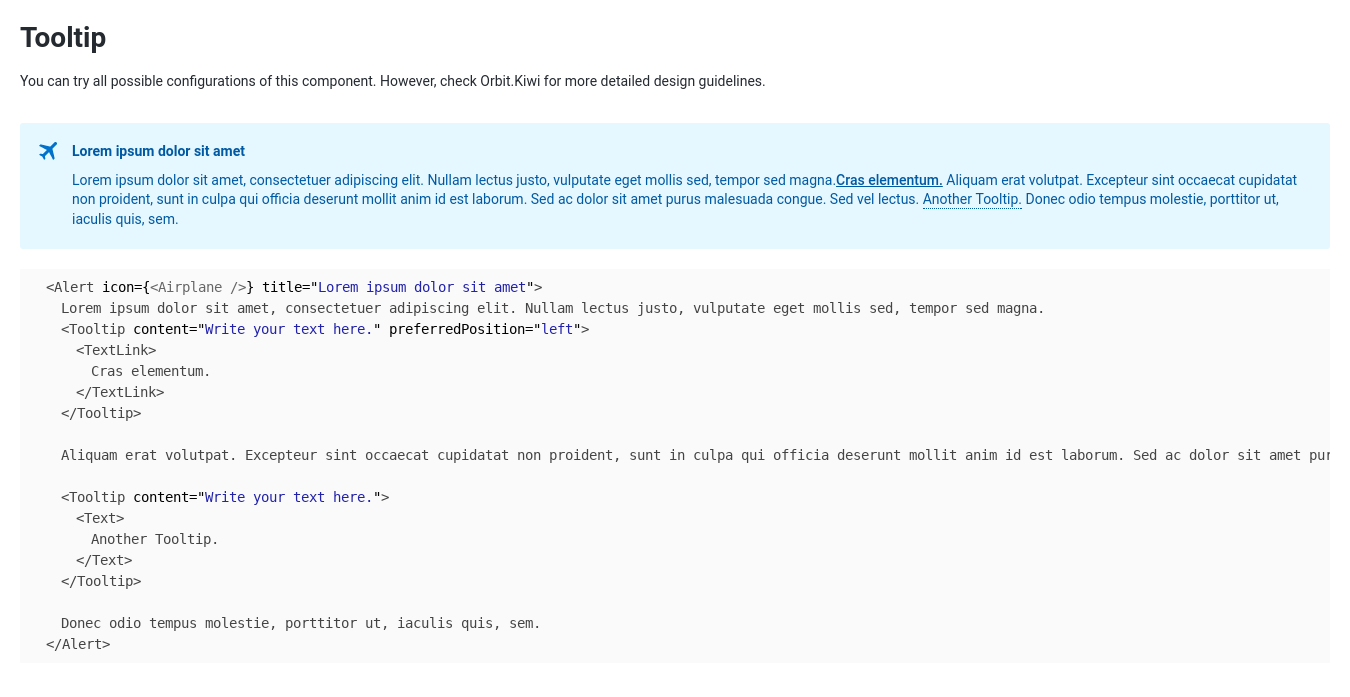 Tooltip
You can try all possible configurations of this component. However, check Orbit.Kiwi for more detailed design guidelines.
Lorem ipsum dolor sit amet
Lorem ipsum dolor sit amet, consectetuer adipiscing elit. Nullam lectus justo, vulputate eget mollis sed, tempor sed magna.Cras elementum. Aliquam erat volutpat. Excepteur sint occaecat cupidatat
non proident, sunt in culpa qui officia deserunt mollit anim id est laborum. Sed ac dolor sit amet purus malesuada congue. Sed vel lectus. Another Tooltip. Donec odio tempus molestie, porttitor ut,
iaculis quis, sem.
<Alert icon={<Airplane />} title="Lorem ipsum dolor sit amet">
Lorem ipsum dolor sit amet, consectetuer adipiscing elit. Nullam lectus justo, vulputate eget mollis sed, tempor sed magna.
<Tooltip content="Write your text here." preferredPosition="left">
<TextLink>
Cras elementum.
</TextLink>
</Tooltip>
Aliquam erat volutpat. Excepteur sint occaecat cupidatat non proident, sunt in culpa qui officia deserunt mollit anim id est laborum. Sed ac dolor sit amet pur
<Tooltip content="Write your text here.">
<Text>
Another Tooltip.
</Text>
</Tooltip>
Donec odio tempus molestie, porttitor ut, iaculis quis, sem.
</Alert>